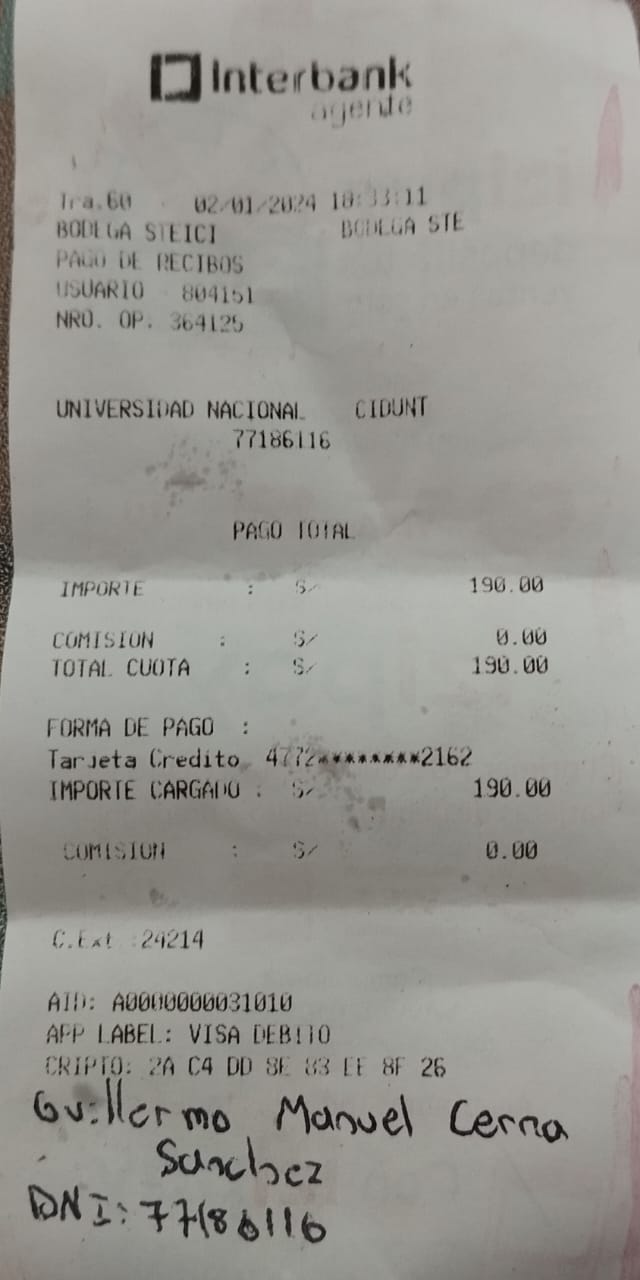 Interbank
agente
Tra.60 02/01/2024 18:33:11
BODEGA STEICI BODEGA STE
PAGO DE RECIBOS
USUARIO 804151
NRO. OP. 364125
UNIVERSIDAD NACIONAL CIDUNT
77186116
PAGO TOTAL
IMPORTE : S/ 190.00
COMISION : S/ 0.00
TOTAL CUOTA : S/ 190.00
FORMA DE PAGO :
Tarjeta Credito 4772********2162
IMPORTE CARGADO : S/ 190.00
COMISION : S/ 0.00
C.Ext :24214
AID: A0000000031010
APP LABEL: VISA DEBITO
CRIPTO: 2A C4 DD 8E 83 EE 8F 26
Guillermo Manuel Cerna
Sanchez
DNI: 77186116